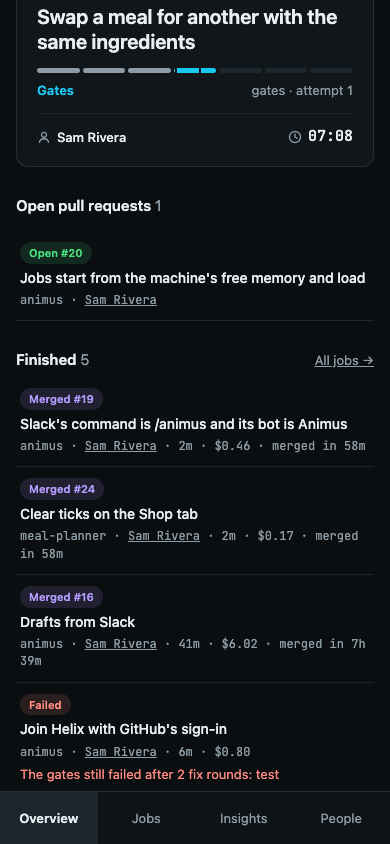 Swap a meal for another with the
same ingredients
Gates
gates · attempt 1
Sam Rivera
07:08
Open pull requests 1
Open #20
Jobs start from the machine's free memory and load
animus · Sam Rivera
Finished 5
All jobs →
Merged #19
Slack's command is /animus and its bot is Animus
animus · Sam Rivera · 2m · $0.46 · merged in 58m
Merged #24
Clear ticks on the Shop tab
meal-planner · Sam Rivera · 2m · $0.17 · merged
in 58m
Merged #16
Drafts from Slack
animus · Sam Rivera · 41m · $6.02 · merged in 7h
39m
Failed
Join Helix with GitHub's sign-in
animus · Sam Rivera · 6m · $0.80
The gates still failed after 2 fix rounds: test
Overview
Jobs
Insights
People